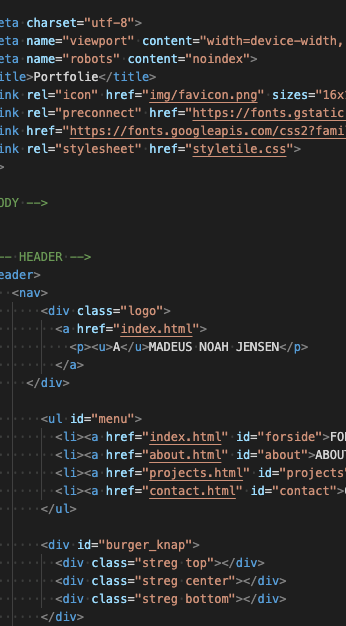 eta charset="utf-8">
eta name="viewport" content="width=device-width,
eta name="robots" content="noindex">
itle>Portfolie</title>
ink rel="icon" href="img/favicon.png" sizes="16x
ink rel="preconnect" href="https://fonts.gstatic
ink href="https://fonts.googleapis.com/css2?fami
ink rel="stylesheet" href="styletile.css">
>
ODY -->
-- HEADER -->
eader>
<nav>
<div class="logo">
<a href="index.html">
<p><u>A</u>MADEUS NOAH JENSEN</p>
</a>
</div>
<ul id="menu">
<li><a href="index.html" id="forside">FO
<li><a href="about.html" id="about">ABOU
<li><a href="projects.html" id="projects"
<li><a href="contact.html" id="contact">
</ul>
<div id="burger_knap">
<div class="streg top"></div>
<div class="streg center"></div>
<div class="streg bottom"></div>
</div>